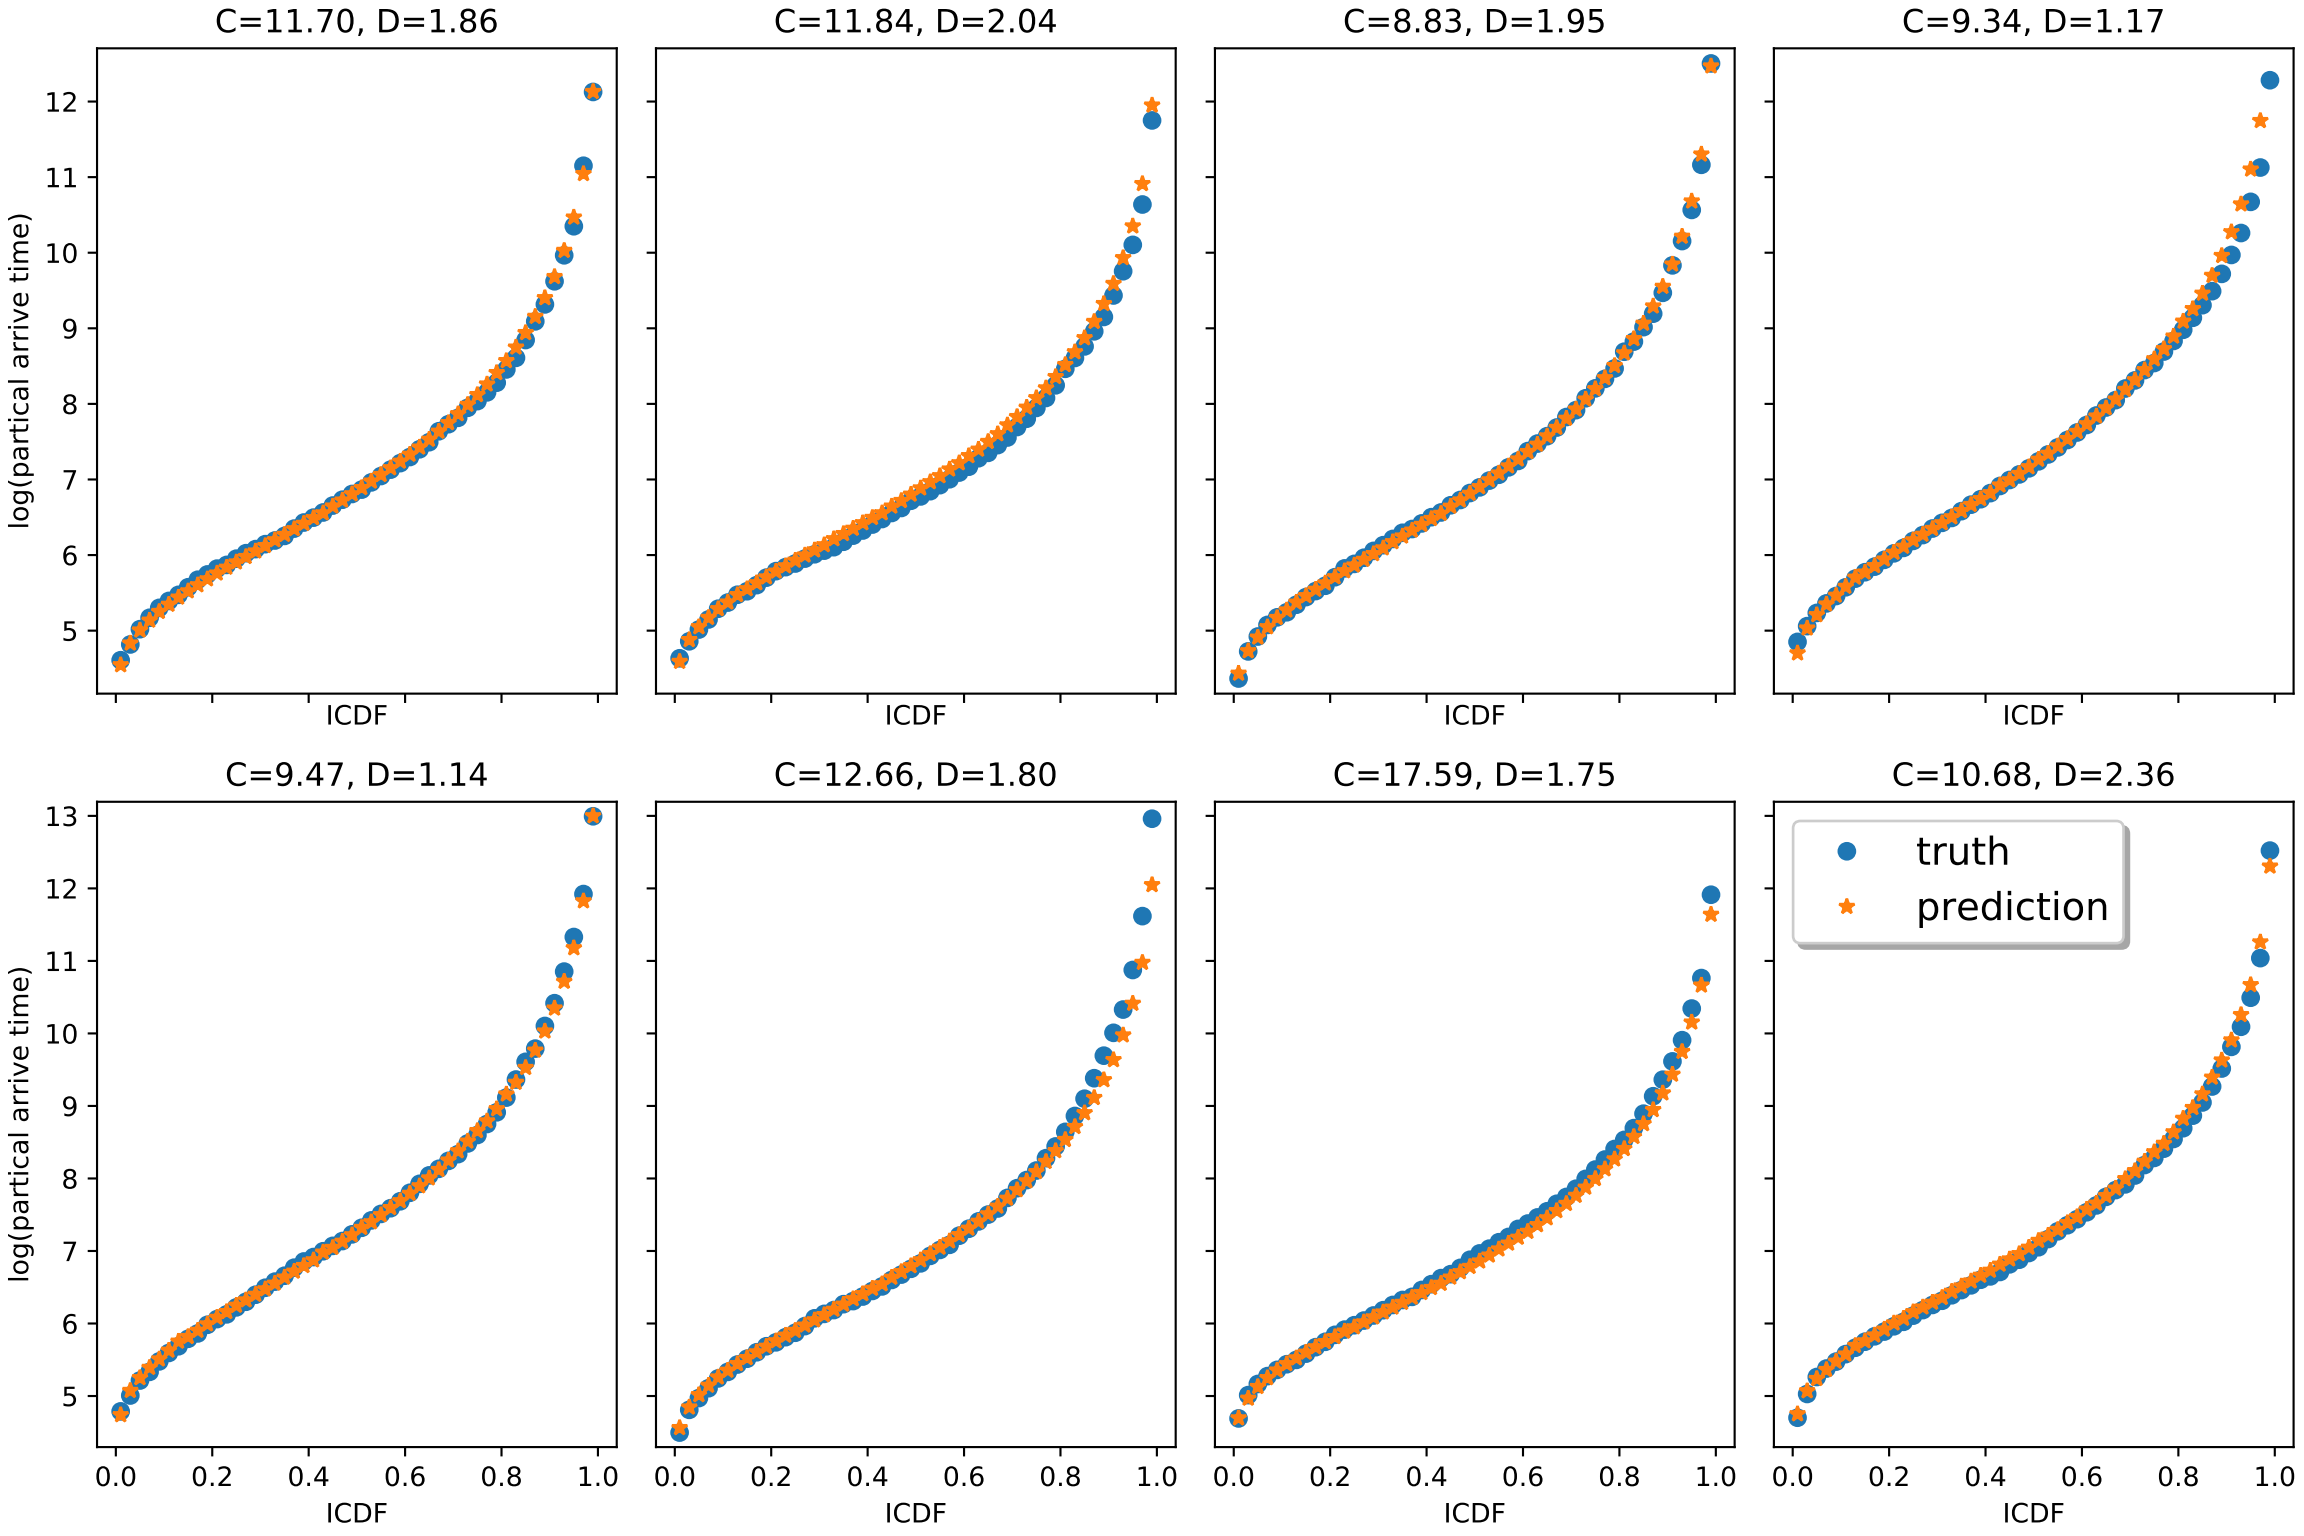 C=11.70, D=1.86
C=11.84, D=2.04
C=8.83, D=1.95
C=9.34, D=1.17
log(partical arrive time)
12
11
10
9
8
7
6
5
ICDF
ICDF
ICDF
ICDF
C=9.47, D=1.14
C=12.66, D=1.80
C=17.59, D=1.75
C=10.68, D=2.36
log(partical arrive time)
13
12
11
10
9
8
7
6
5
truth
prediction
0.0 0.2 0.4 0.6 0.8 1.0
0.0 0.2 0.4 0.6 0.8 1.0
0.0 0.2 0.4 0.6 0.8 1.0
0.0 0.2 0.4 0.6 0.8 1.0
ICDF
ICDF
ICDF
ICDF